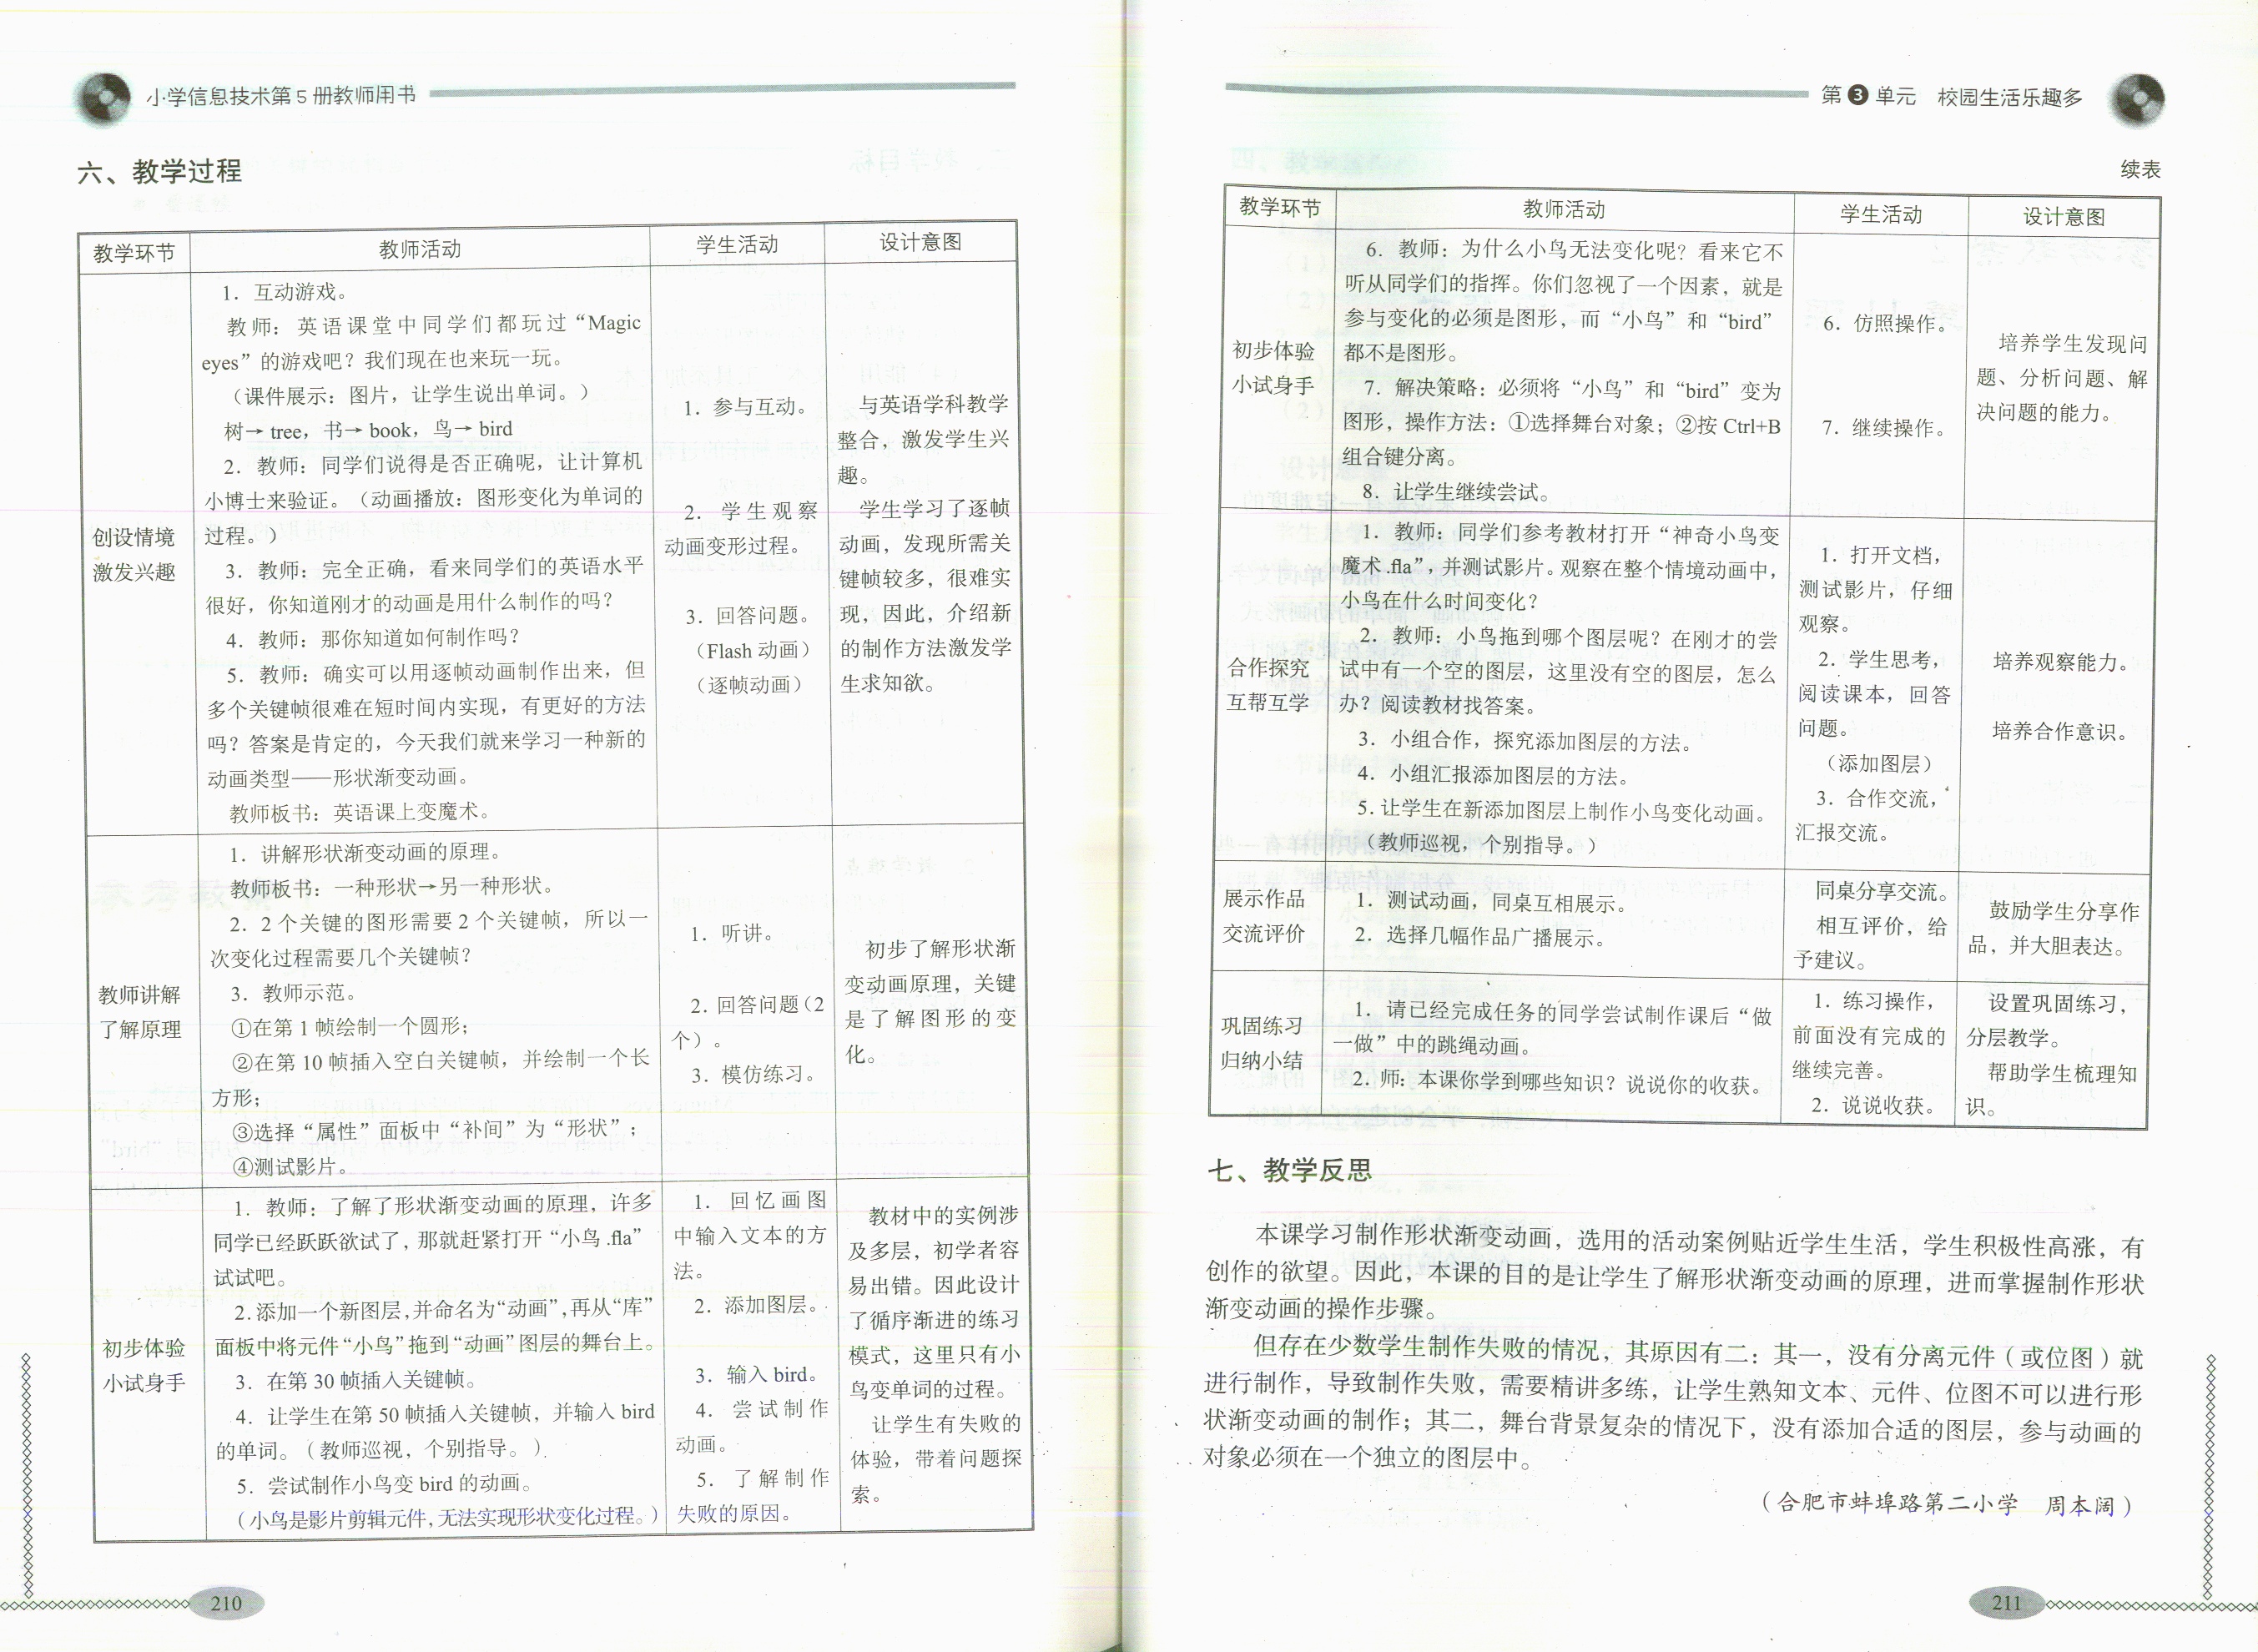 小学信息技术第5册教师用书
六、教学过程
教学环节
教师活动
学生活动
设计意图
创设情境
激发兴趣
1. 互动游戏。
教师：英语课堂中同学们都玩过“Magic
eyes”的游戏吧？我们现在也来玩一玩。
（课件展示：图片，让学生说出单词。）
树→tree，书→book，鸟→bird
2. 教师：同学们说得是否正确呢，让计算机
小博士来验证。（动画播放：图形变化为单词的
过程。）
3. 教师：完全正确，看来同学们的英语水平
很好，你知道刚才的动画是用什么制作的吗？
4. 教师：那你知道如何制作吗？
5. 教师：确实可以用逐帧动画制作出来，但
多个关键帧很难在短时间内实现，有更好的方法
吗？答案是肯定的，今天我们就来学习一种新的
动画类型——形状渐变动画。
教师板书：英语课上变魔术。
1. 参与互动。
2. 学生观察
动画变形过程。
3. 回答问题。
（Flash 动画）
（逐帧动画）
与英语学科教学
整合，激发学生兴
趣。
学生学习了逐帧
动画，发现所需关
键帧较多，很难实
现，因此，介绍新
的制作方法激发学
生求知欲。
教师讲解
了解原理
1. 讲解形状渐变动画的原理。
教师板书：一种形状→另一种形状。
2. 2 个关键的图形需要 2 个关键帧，所以一
次变化过程需要几个关键帧？
3. 教师示范。
①在第 1 帧绘制一个圆形；
②在第 10 帧插入空白关键帧，并绘制一个长
方形；
③选择“属性”面板中“补间”为“形状”；
④测试影片。
1. 听讲。
2. 回答问题（2
个）。
3. 模仿练习。
初步了解形状渐
变动画原理，关键
是了解图形的变
化。
初步体验
小试身手
1. 教师：了解了形状渐变动画的原理，许多
同学已经跃跃欲试了，那就赶紧打开“小鸟.fla”
试试吧。
2. 添加一个新图层，并命名为“动画”，再从“库”
面板中将元件“小鸟”拖到“动画”图层的舞台上。
3. 在第 30 帧插入关键帧。
4. 让学生在第 50 帧插入关键帧，并输入 bird
的单词。（教师巡视，个别指导。）
5. 尝试制作小鸟变 bird 的动画。
（小鸟是影片剪辑元件，无法实现形状变化过程。）
1. 回忆画图
中输入文本的方
法。
2. 添加图层。
3. 输入 bird。
4. 尝试制作
动画。
5. 了解制作
失败的原因。
教材中的实例涉
及多层，初学者容
易出错。因此设计
了循序渐进的练习
模式，这里只有小
鸟变单词的过程。
让学生有失败的
体验，带着问题探
索。
210
第3单元 校园生活乐趣多
续表
教学环节
教师活动
学生活动
设计意图
初步体验
小试身手
6. 教师：为什么小鸟无法变化呢？看来它不
听从同学们的指挥。你们忽视了一个因素，就是
参与变化的必须是图形，而“小鸟”和“bird”
都不是图形。
7. 解决策略：必须将“小鸟”和“bird”变为
图形，操作方法：①选择舞台对象；②按 Ctrl+B
组合键分离。
8. 让学生继续尝试。
6. 仿照操作。
7. 继续操作。
培养学生发现问
题、分析问题、解
决问题的能力。
合作探究
互帮互学
1. 教师：同学们参考教材打开“神奇小鸟变
魔术.fla”，并测试影片。观察在整个情境动画中，
小鸟在什么时间变化？
2. 教师：小鸟拖到哪个图层呢？在刚才的尝
试中有一个空的图层，这里没有空的图层，怎么
办？阅读教材找答案。
3. 小组合作，探究添加图层的方法。
4. 小组汇报添加图层的方法。
5. 让学生在新添加图层上制作小鸟变化动画。
（教师巡视，个别指导。）
1. 打开文档，
测试影片，仔细
观察。
2. 学生思考，
阅读课本，回答
问题。
（添加图层）
3. 合作交流，
汇报交流。
培养观察能力。
培养合作意识。
展示作品
交流评价
1. 测试动画，同桌互相展示。
2. 选择几幅作品广播展示。
同桌分享交流。
相互评价，给
予建议。
鼓励学生分享作
品，并大胆表达。
巩固练习
归纳小结
1. 请已经完成任务的同学尝试制作课后“做
一做”中的跳绳动画。
2. 师：本课你学到哪些知识？说说你的收获。
1. 练习操作，
前面没有完成的
继续完善。
2. 说说收获。
设置巩固练习，
分层教学。
帮助学生梳理知
识。
七、教学反思
本课学习制作形状渐变动画，选用的活动案例贴近学生生活，学生积极性高涨，有
创作的欲望。因此，本课的目的是让学生了解形状渐变动画的原理，进而掌握制作形状
渐变动画的操作步骤。
但存在少数学生制作失败的情况，其原因有二：其一，没有分离元件（或位图）就
进行制作，导致制作失败，需要精讲多练，让学生熟知文本、元件、位图不可以进行形
状渐变动画的制作；其二，舞台背景复杂的情况下，没有添加合适的图层，参与动画的
对象必须在一个独立的图层中。
（合肥市蚌埠路第二小学 周本阔）
211